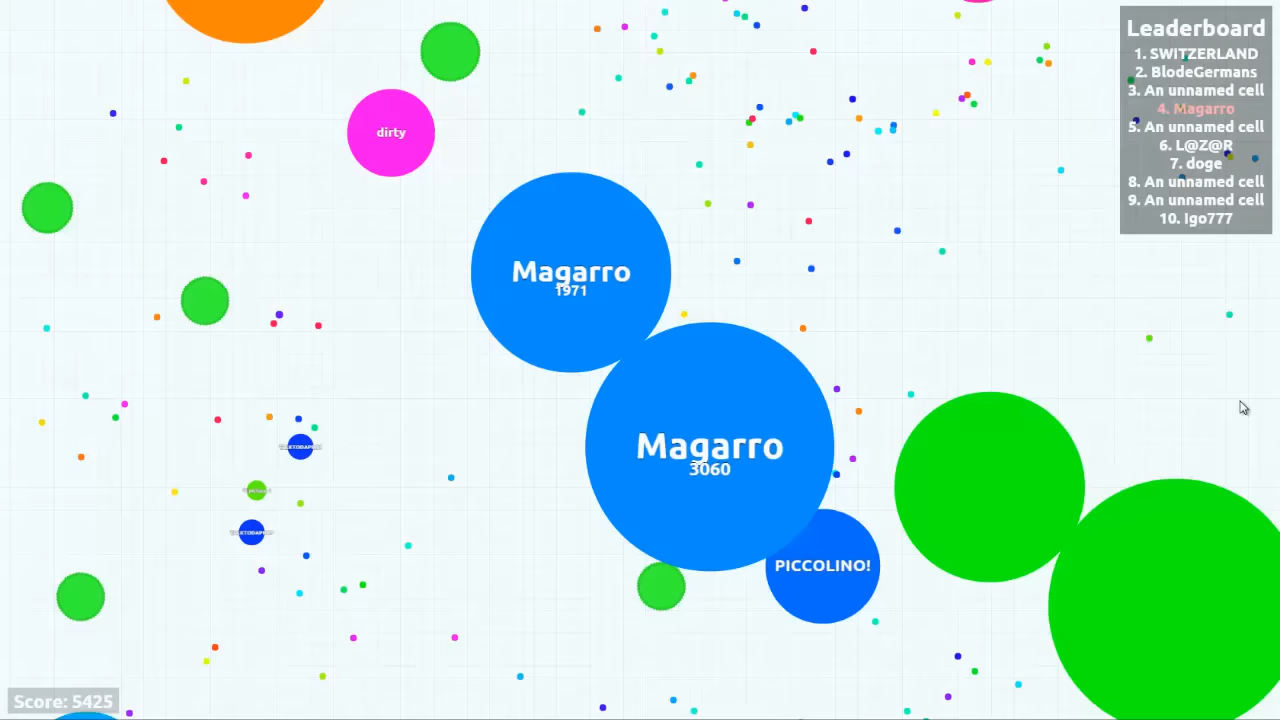 Leaderboard
1. SWITZERLAND
2. BlodeGermans
3. An unnamed cell
4. Magarro
5. An unnamed cell
6. L@Z@R
7. doge
8. An unnamed cell
9. An unnamed cell
10. Igo777
dirty
Magarro
1971
Magarro
3060
PICCOLINO!
Score: 5425